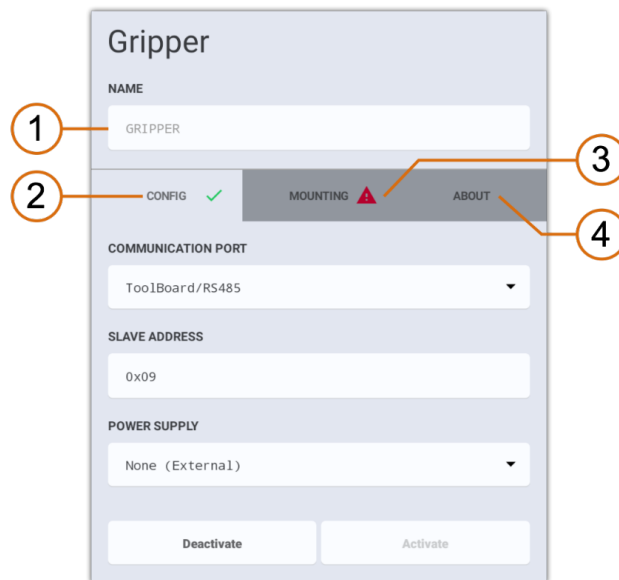 Gripper
NAME
1
GRIPPER
3
2
CONFIG
MOUNTING
ABOUT
4
COMMUNICATION PORT
ToolBoard/RS485
SLAVE ADDRESS
0x09
POWER SUPPLY
None (External)
Deactivate
Activate